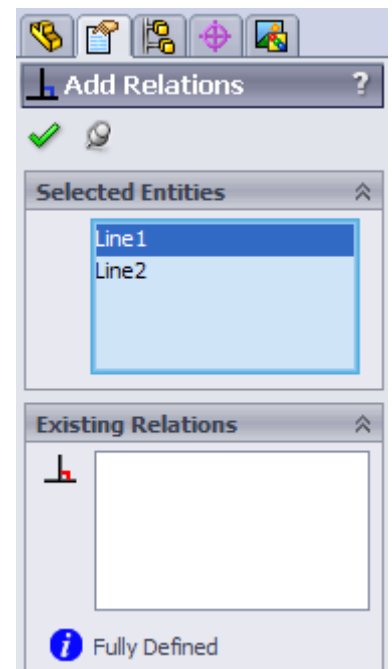 Add Relations ?
Selected Entities
Line1
Line2
Existing Relations
Fully Defined